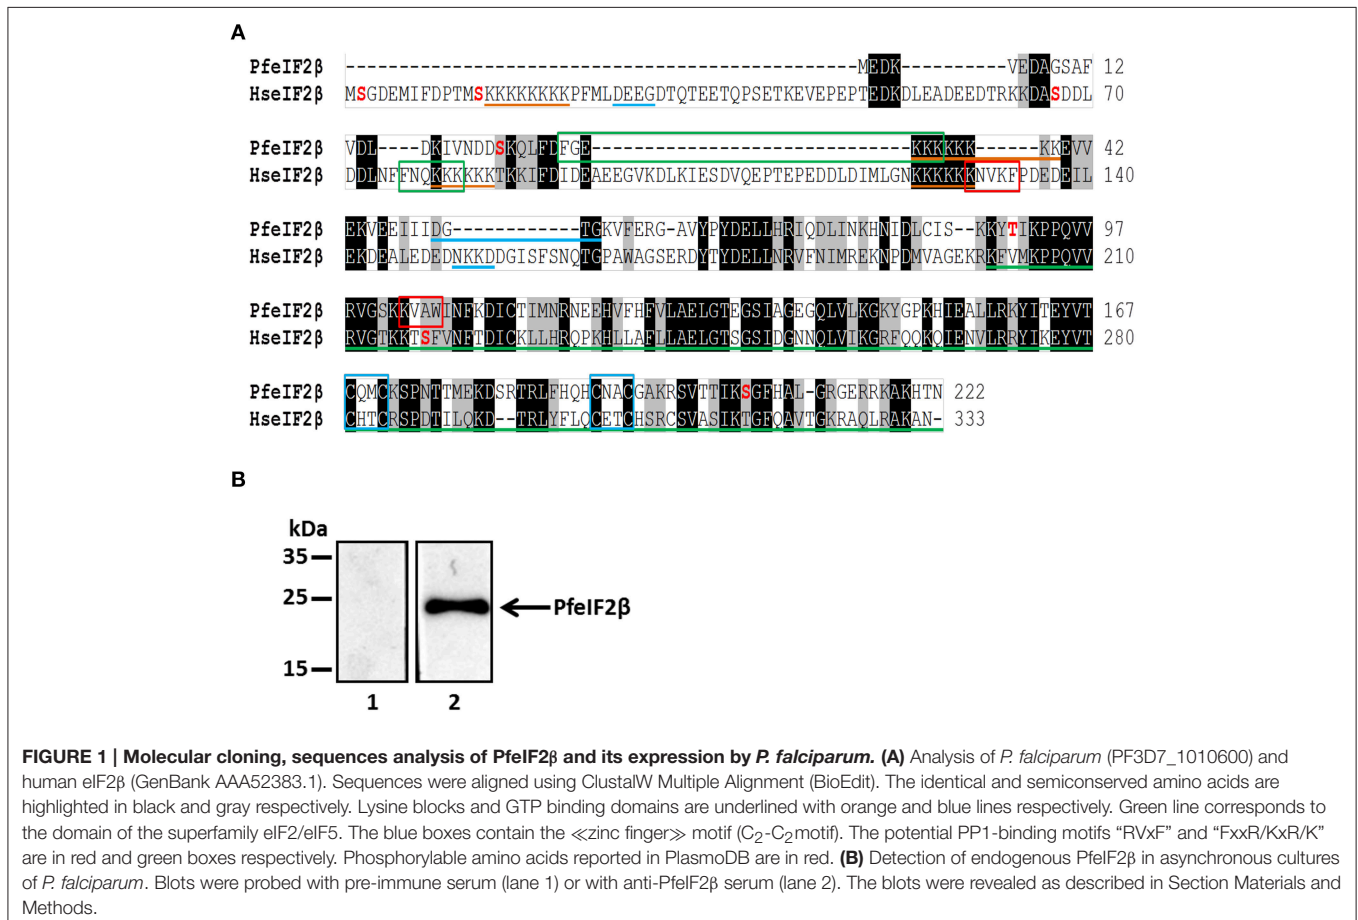 A
PfeIF2β ------------------------------------------------MEDK----------VEDAGSAF 12
HseIF2β MSGDEMIFDPTMSKKKKKKKKPFMLDEEGDTQTEETQPSETKEVEPEPTEDKDLEADEEDTRKKDASDDL 70
PfeIF2β VDL----DKIVNDDSKQLFDFGE------------------------------KKKKKK------KKEVV 42
HseIF2β DDLNFFNQKKKKKKTKKIFDIDEAEEGVKDLKIESDVQEPTEPEDDLDIMLGNKKKKKKNVKFPDEDEIL 140
PfeIF2β EKVEEIIIDG------------TGKVFERG-AVYPYDELLHRIQDLINKHNIDLCIS--KKYTIKPPQVV 97
HseIF2β EKDEALEDEDNKKDDGISFSNQTGPAWAGSERDYTYDELLNRVFNIMREKNPDMVAGEKRKFVMKPPQVV 210
PfeIF2β RVGSKKVAWINFKDICTIMNRNEEHVFHFVLAELGTEGSIAGEGQLVLKGKYGPKHIEALLRKYITEYVT 167
HseIF2β RVGTKKTSFVNFTDICKLLHRQPKHLLAFLLAELGTSGSIDGNNQLVIKGRFQQKQIENVLRRYIKEYVT 280
PfeIF2β CQMCKSPNTTMEKDSRTRLFHQHCNACGAKRSVTTIKSGFHAL-GRGERRKAKHTN 222
HseIF2β CHTCRSPDTILQKD--TRLYFLQCETCHSRCSVASIKTGFQAVTGKRAQLRAKAN- 333
B
kDa
35
25
15
PfeIF2β
1 2
FIGURE 1 | Molecular cloning, sequences analysis of PfeIF2β and its expression by P. falciparum. (A) Analysis of P. falciparum (PF3D7_1010600) and
human eIF2β (GenBank AAA52383.1). Sequences were aligned using ClustalW Multiple Alignment (BioEdit). The identical and semiconserved amino acids are
highlighted in black and gray respectively. Lysine blocks and GTP binding domains are underlined with orange and blue lines respectively. Green line corresponds to
the domain of the superfamily eIF2/eIF5. The blue boxes contain the ≪zinc finger≫ motif (C2-C2motif). The potential PP1-binding motifs “RVxF” and “FxxR/KxR/K”
are in red and green boxes respectively. Phosphorylable amino acids reported in PlasmoDB are in red. (B) Detection of endogenous PfeIF2β in asynchronous cultures
of P. falciparum. Blots were probed with pre-immune serum (lane 1) or with anti-PfeIF2β serum (lane 2). The blots were revealed as described in Section Materials and
Methods.